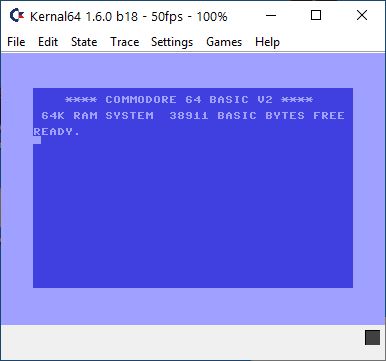 Kernal64 1.6.0 b18 - 50fps - 100%
File Edit State Trace Settings Games Help
**** COMMODORE 64 BASIC V2 ****
64K RAM SYSTEM  38911 BASIC BYTES FREE
READY.